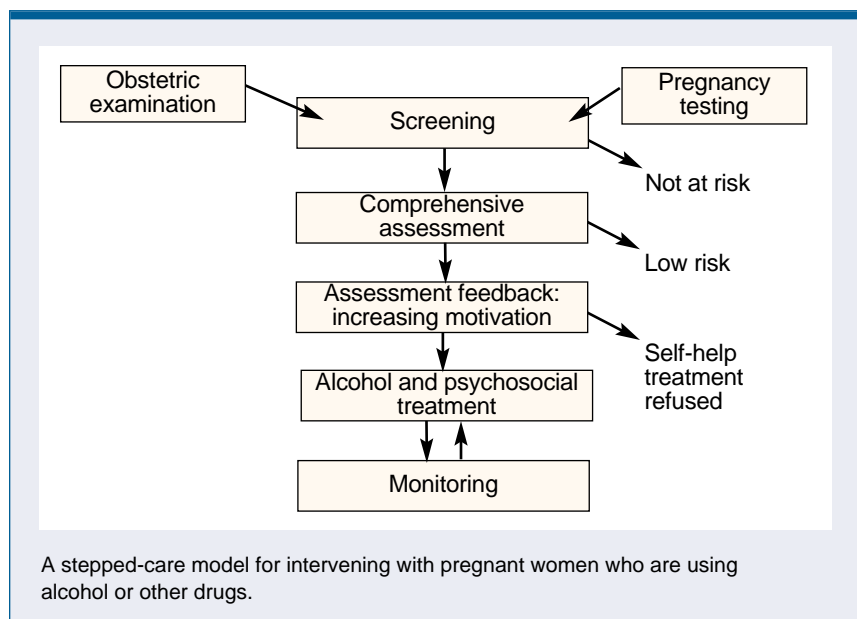 Obstetric
examination
Pregnancy
testing
Screening
Not at risk
Comprehensive
assessment
Low risk
Assessment feedback:
increasing motivation
Self-help
treatment
refused
Alcohol and psychosocial
treatment
Monitoring
A stepped-care model for intervening with pregnant women who are using
alcohol or other drugs.